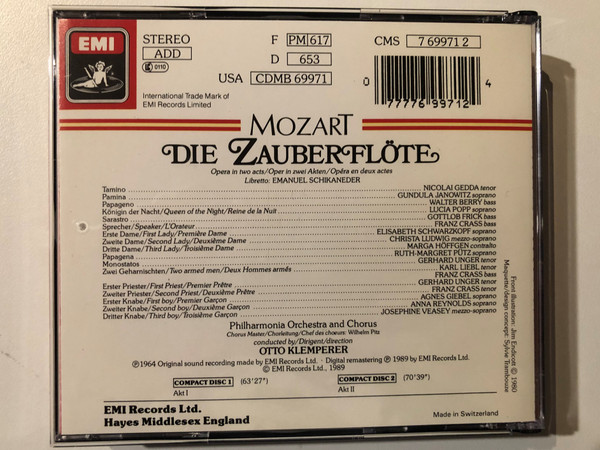 EMI
STEREO
ADD
0110
International Trade Mark of
EMI Records Limited
F PM 617
D 653
USA CDMB 69971
CMS 7 69971 2
0 77776 99712 4
MOZART
DIE ZAUBERFLÖTE
Opera in two acts/Oper in zwei Akten/Opéra en deux actes
Libretto: EMANUEL SCHIKANEDER
Tamino NICOLAI GEDDA tenor
Pamina GUNDULA JANOWITZ soprano
Papageno WALTER BERRY bass
Königin der Nacht/Queen of the Night/Reine de la Nuit LUCIA POPP soprano
Sarastro GOTTLOB FRICK bass
Sprecher/Speaker/L'Orateur FRANZ CRASS bass
Erste Dame/First Lady/Première Dame ELISABETH SCHWARZKOPF soprano
Zweite Dame/Second Lady/Deuxième Dame CHRISTA LUDWIG mezzo-soprano
Dritte Dame/Third Lady/Troisième Dame MARGA HÖFFGEN contralto
Papagena RUTH-MARGRET PÜTZ soprano
Monostatos GERHARD UNGER tenor
Zwei Geharnischten/Two armed men/Deux Hommes armés KARL LIEBL tenor
FRANZ CRASS bass
Erster Priester/First Priest/Premier Prêtre GERHARD UNGER tenor
Zweiter Priester/Second Priest/Deuxième Prêtre FRANZ CRASS bass
Erster Knabe/First boy/Premier Garçon AGNES GIEBEL soprano
Zweiter Knabe/Second boy/Deuxième Garçon ANNA REYNOLDS soprano
Dritter Knabe/Third boy/Troisième Garçon JOSEPHINE VEASEY mezzo-soprano
Philharmonia Orchestra and Chorus
Chorus Master/Chorleitung/Chef des chœurs: Wilhelm Pitz
conducted by/Dirigent/direction
OTTO KLEMPERER
℗ 1964 Original sound recording made by EMI Records Ltd. · Digital remastering ℗ 1989 by EMI Records Ltd.
© EMI Records Ltd., 1989
COMPACT DISC 1 (63'27")
Akt I
COMPACT DISC 2 (70'39")
Akt II
EMI Records Ltd.
Hayes Middlesex England
Made in Switzerland
Front illustration: Jim Endicott © 1980
Maquette/design concept: Sylvie Trambouze